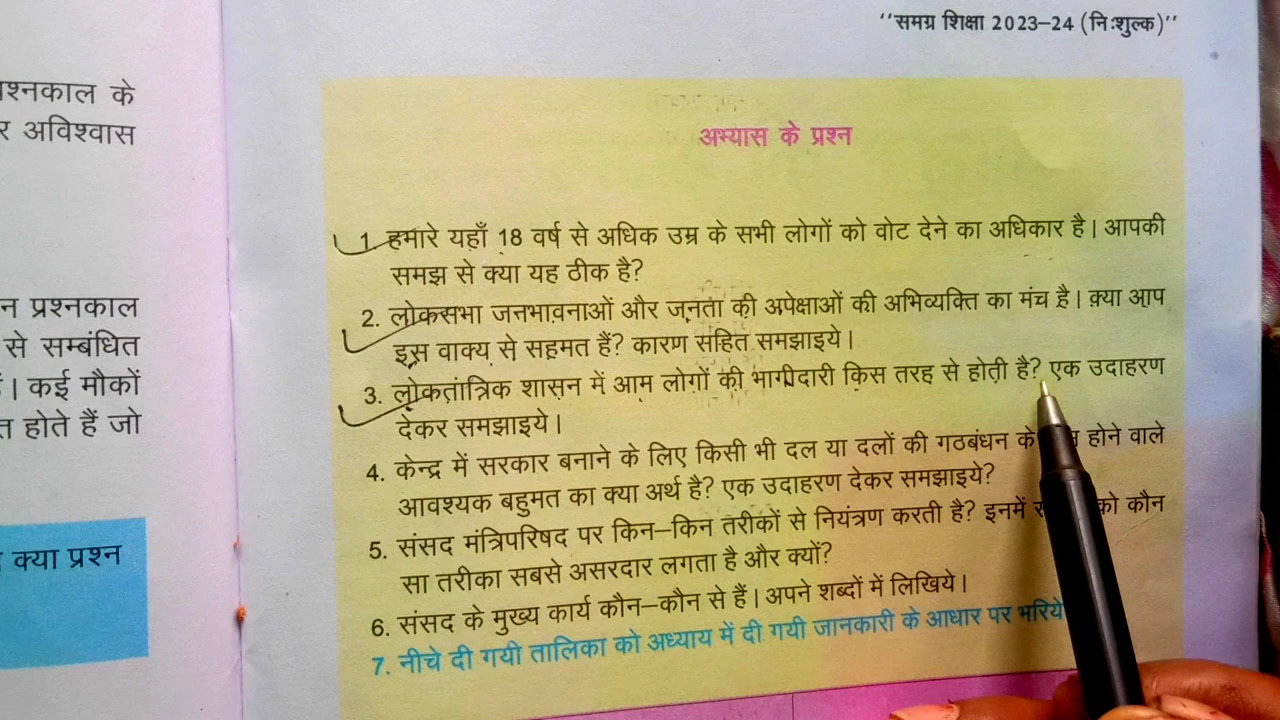 ''समग्र शिक्षा 2023–24 (निःशुल्क)''
प्रश्नकाल के
र अविश्वास
न प्रश्नकाल
से सम्बंधित
। कई मौकों
त होते हैं जो
क्या प्रश्न
अभ्यास के प्रश्न
1. हमारे यहाँ 18 वर्ष से अधिक उम्र के सभी लोगों को वोट देने का अधिकार है। आपकी
समझ से क्या यह ठीक है?
2. लोकसभा जनभावनाओं और जनता की अपेक्षाओं की अभिव्यक्ति का मंच है। क्या आप
इस वाक्य से सहमत हैं? कारण सहित समझाइये।
3. लोकतांत्रिक शासन में आम लोगों की भागीदारी किस तरह से होती है? एक उदाहरण
देकर समझाइये।
4. केन्द्र में सरकार बनाने के लिए किसी भी दल या दलों की गठबंधन के होने वाले
आवश्यक बहुमत का क्या अर्थ है? एक उदाहरण देकर समझाइये?
5. संसद मंत्रिपरिषद पर किन–किन तरीकों से नियंत्रण करती है? इनमें को कौन
सा तरीका सबसे असरदार लगता है और क्यों?
6. संसद के मुख्य कार्य कौन–कौन से हैं। अपने शब्दों में लिखिये।
7. नीचे दी गयी तालिका को अध्याय में दी गयी जानकारी के आधार पर भरिये